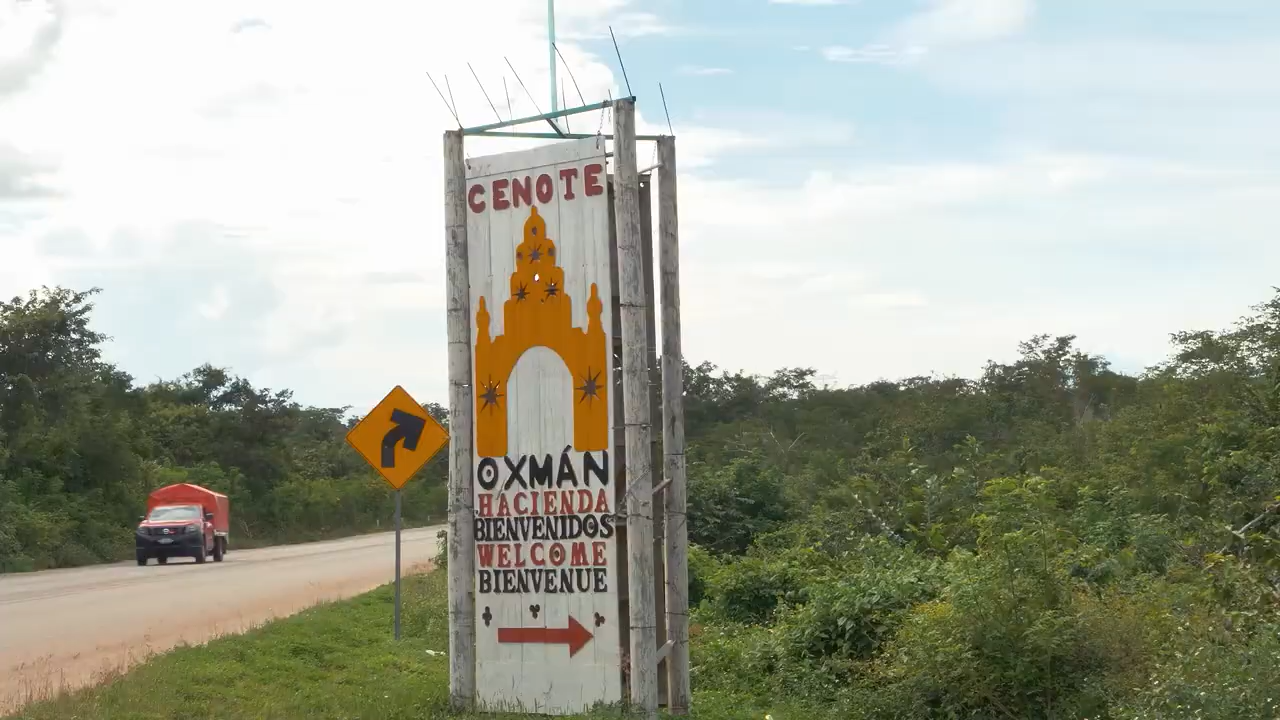 CENOTE
OXMÁN
HACIENDA
BIENVENIDOS
WELCOME
BIENVENUE